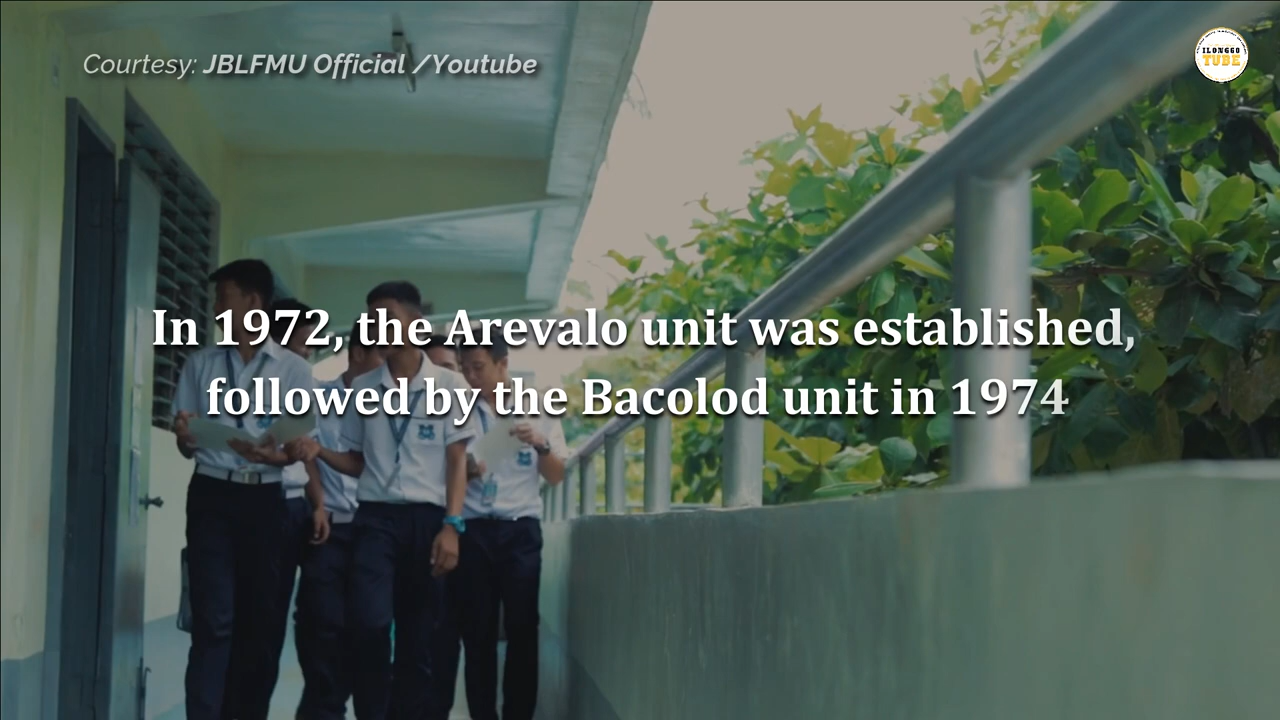 Courtesy: JBLFMU Official /Youtube
ILONGGO
TUBE
In 1972, the Arevalo unit was established,
followed by the Bacolod unit in 1974